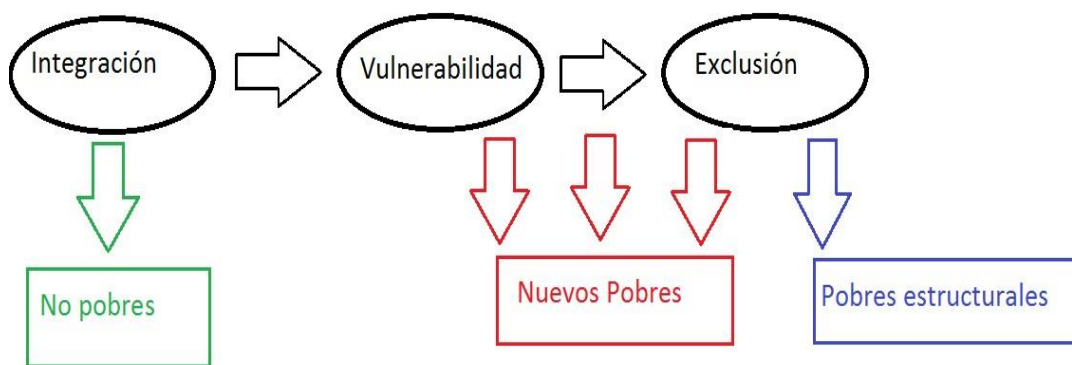 Integración
Vulnerabilidad
Exclusión
No pobres
Nuevos Pobres
Pobres estructurales